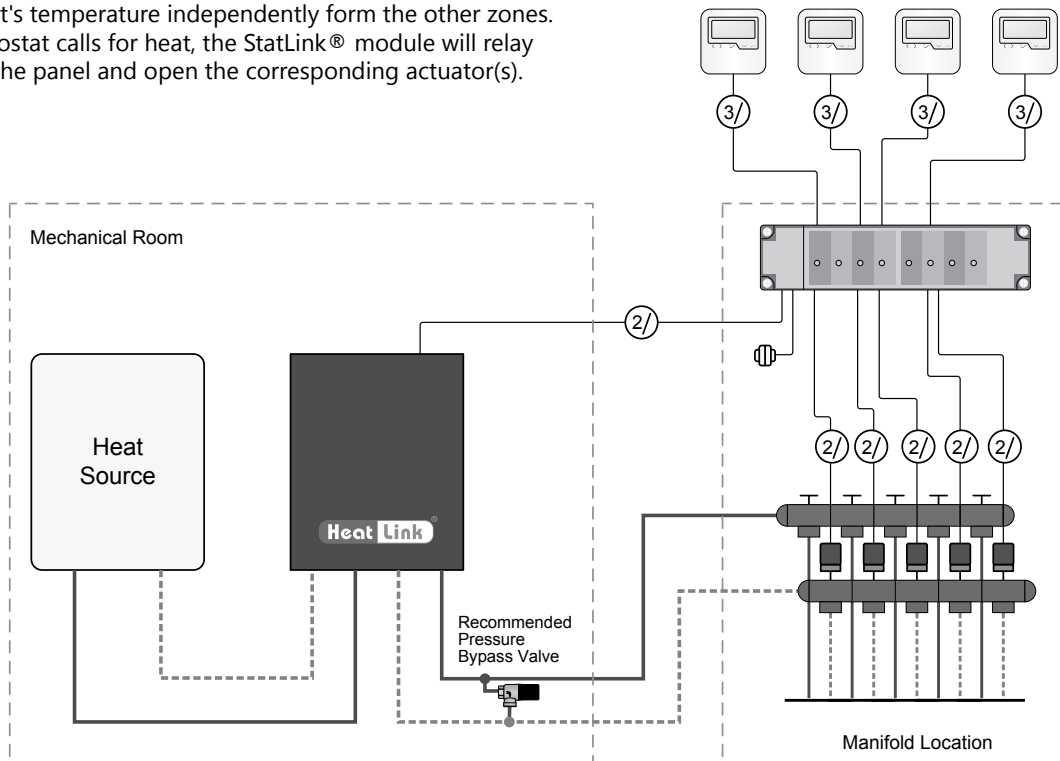 t's temperature independently form the other zones.
ostat calls for heat, the StatLink® module will relay
he panel and open the corresponding actuator(s).
3/
3/
3/
3/
Mechanical Room
2/
Heat
Source
Heat Link®
2/
2/
2/
2/
2/
Recommended
Pressure
Bypass Valve
Manifold Location